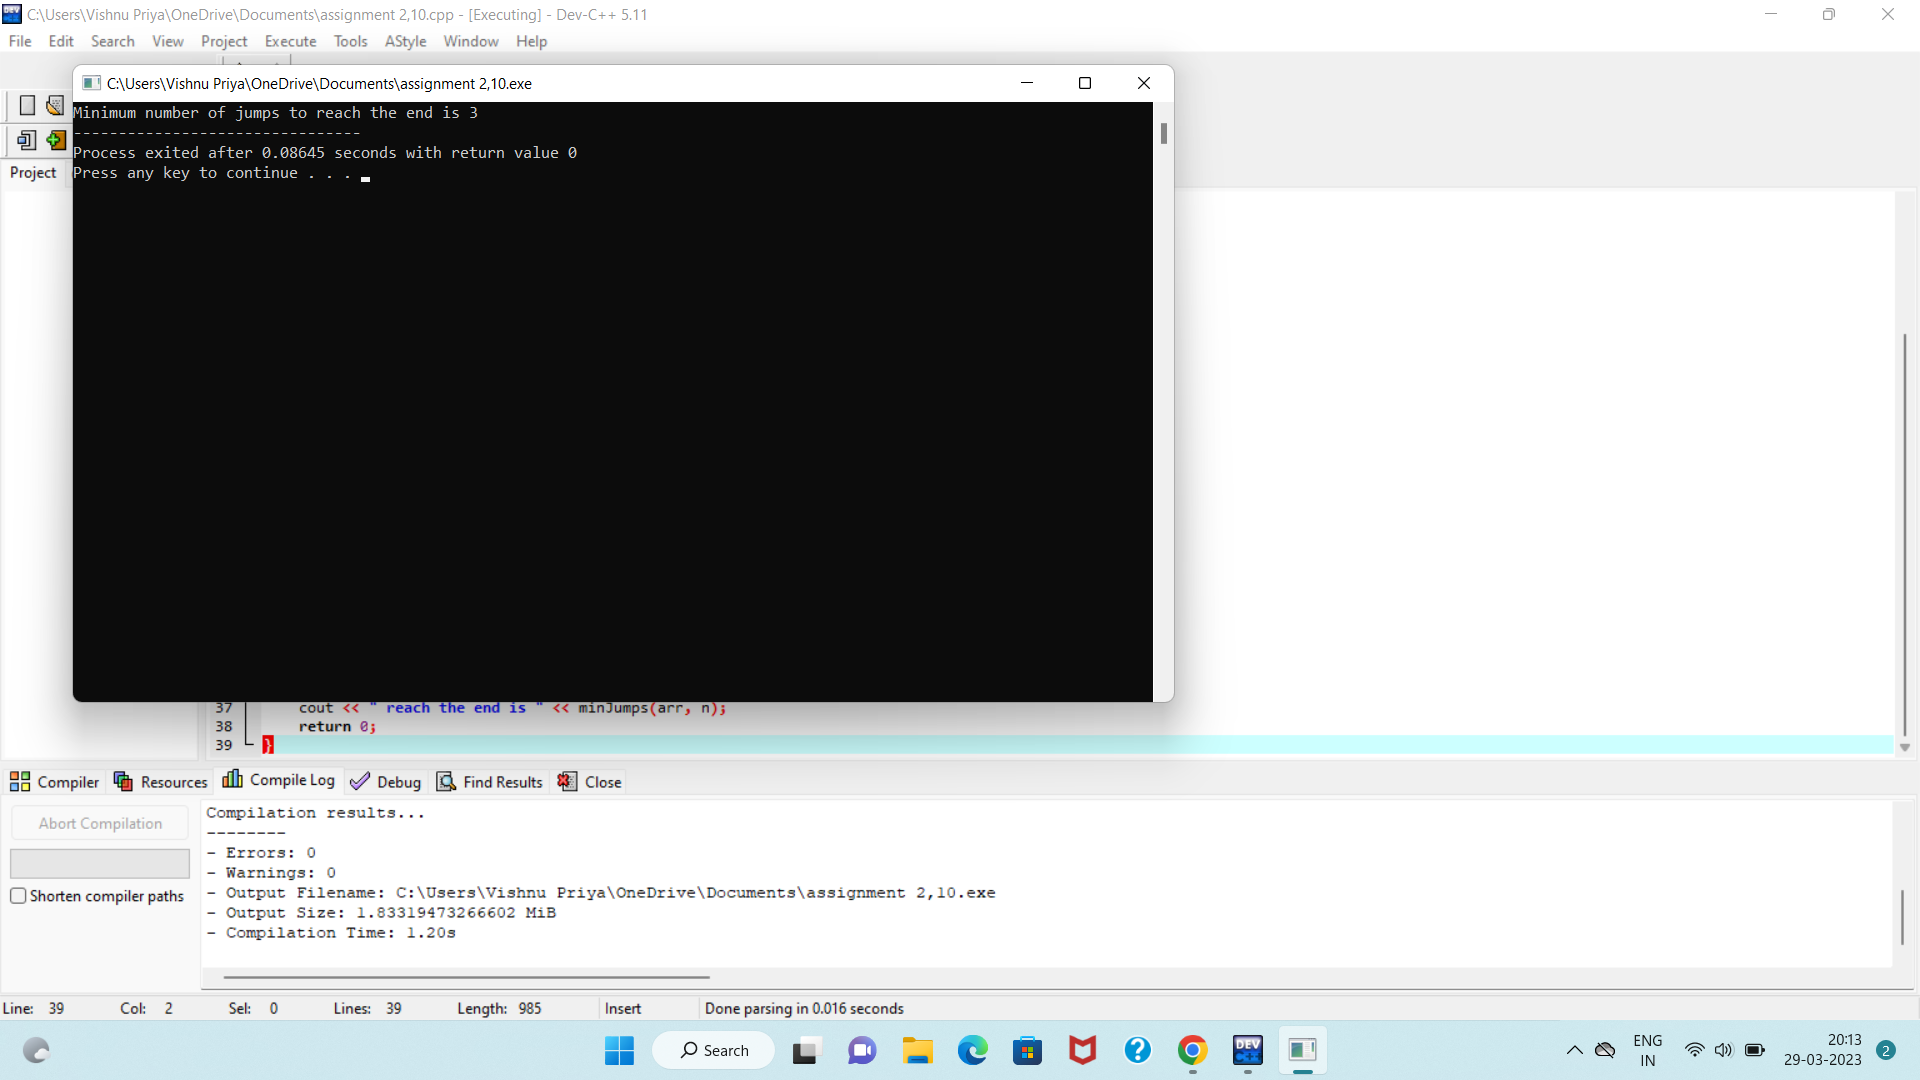 C:\Users\Vishnu Priya\OneDrive\Documents\assignment 2,10.cpp - [Executing] - Dev-C++ 5.11
File Edit Search View Project Execute Tools AStyle Window Help
C:\Users\Vishnu Priya\OneDrive\Documents\assignment 2,10.exe
Minimum number of jumps to reach the end is 3
--------------------------------
Process exited after 0.08645 seconds with return value 0
Press any key to continue . . .
Project
37 cout << " reach the end is " << minJumps(arr, n);
38 return 0;
39 }
Compiler Resources Compile Log Debug Find Results Close
Abort Compilation
Shorten compiler paths
Compilation results...
--------
- Errors: 0
- Warnings: 0
- Output Filename: C:\Users\Vishnu Priya\OneDrive\Documents\assignment 2,10.exe
- Output Size: 1.83319473266602 MiB
- Compilation Time: 1.20s
Line: 39 Col: 2 Sel: 0 Lines: 39 Length: 985 Insert Done parsing in 0.016 seconds
Search
DEV C++
ENG
IN
20:13
29-03-2023
2